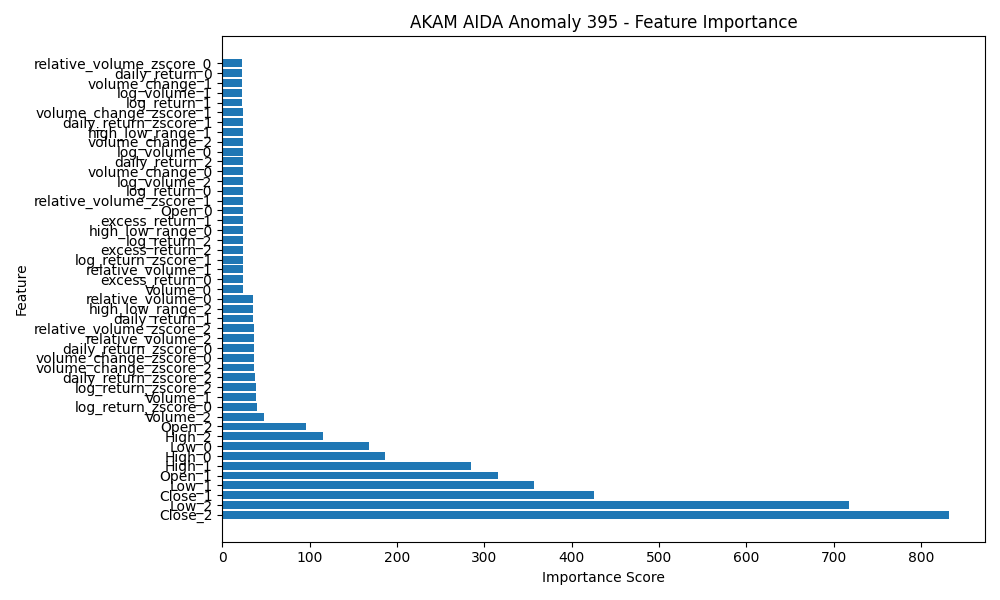 AKAM AIDA Anomaly 395 - Feature Importance
relative_volume_zscore_0
daily_return_0
volume_change_1
log_volume_1
log_return_1
volume_change_zscore_1
daily_return_zscore_1
high_low_range_1
volume_change_2
log_volume_0
daily_return_2
volume_change_0
log_volume_2
log_return_0
relative_volume_zscore_1
Open_0
excess_return_1
high_low_range_0
log_return_2
excess_return_2
log_return_zscore_1
relative_volume_1
excess_return_0
Volume_0
relative_volume_0
high_low_range_2
daily_return_1
relative_volume_zscore_2
relative_volume_2
daily_return_zscore_0
volume_change_zscore_0
volume_change_zscore_2
daily_return_zscore_2
log_return_zscore_2
Volume_1
log_return_zscore_0
Volume_2
Open_2
High_2
Low_0
High_0
High_1
Open_1
Low_1
Close_1
Low_2
Close_2
Feature
0 100 200 300 400 500 600 700 800
Importance Score